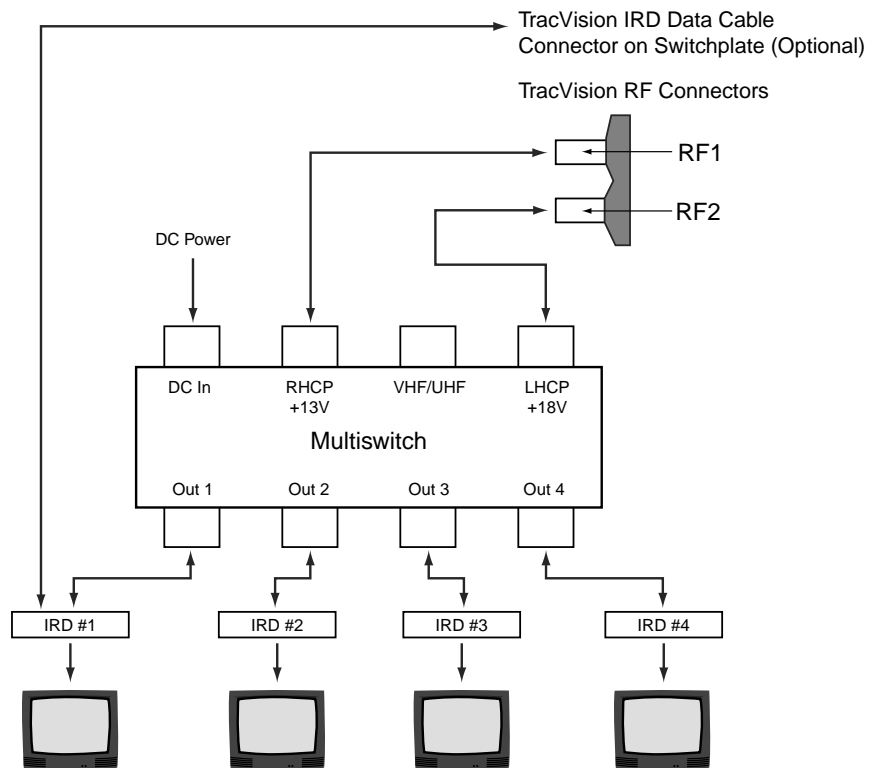 TracVision IRD Data Cable
Connector on Switchplate (Optional)
TracVision RF Connectors
RF1
RF2
DC Power
DC In
RHCP
+13V
VHF/UHF
LHCP
+18V
Multiswitch
Out 1
Out 2
Out 3
Out 4
IRD #1
IRD #2
IRD #3
IRD #4